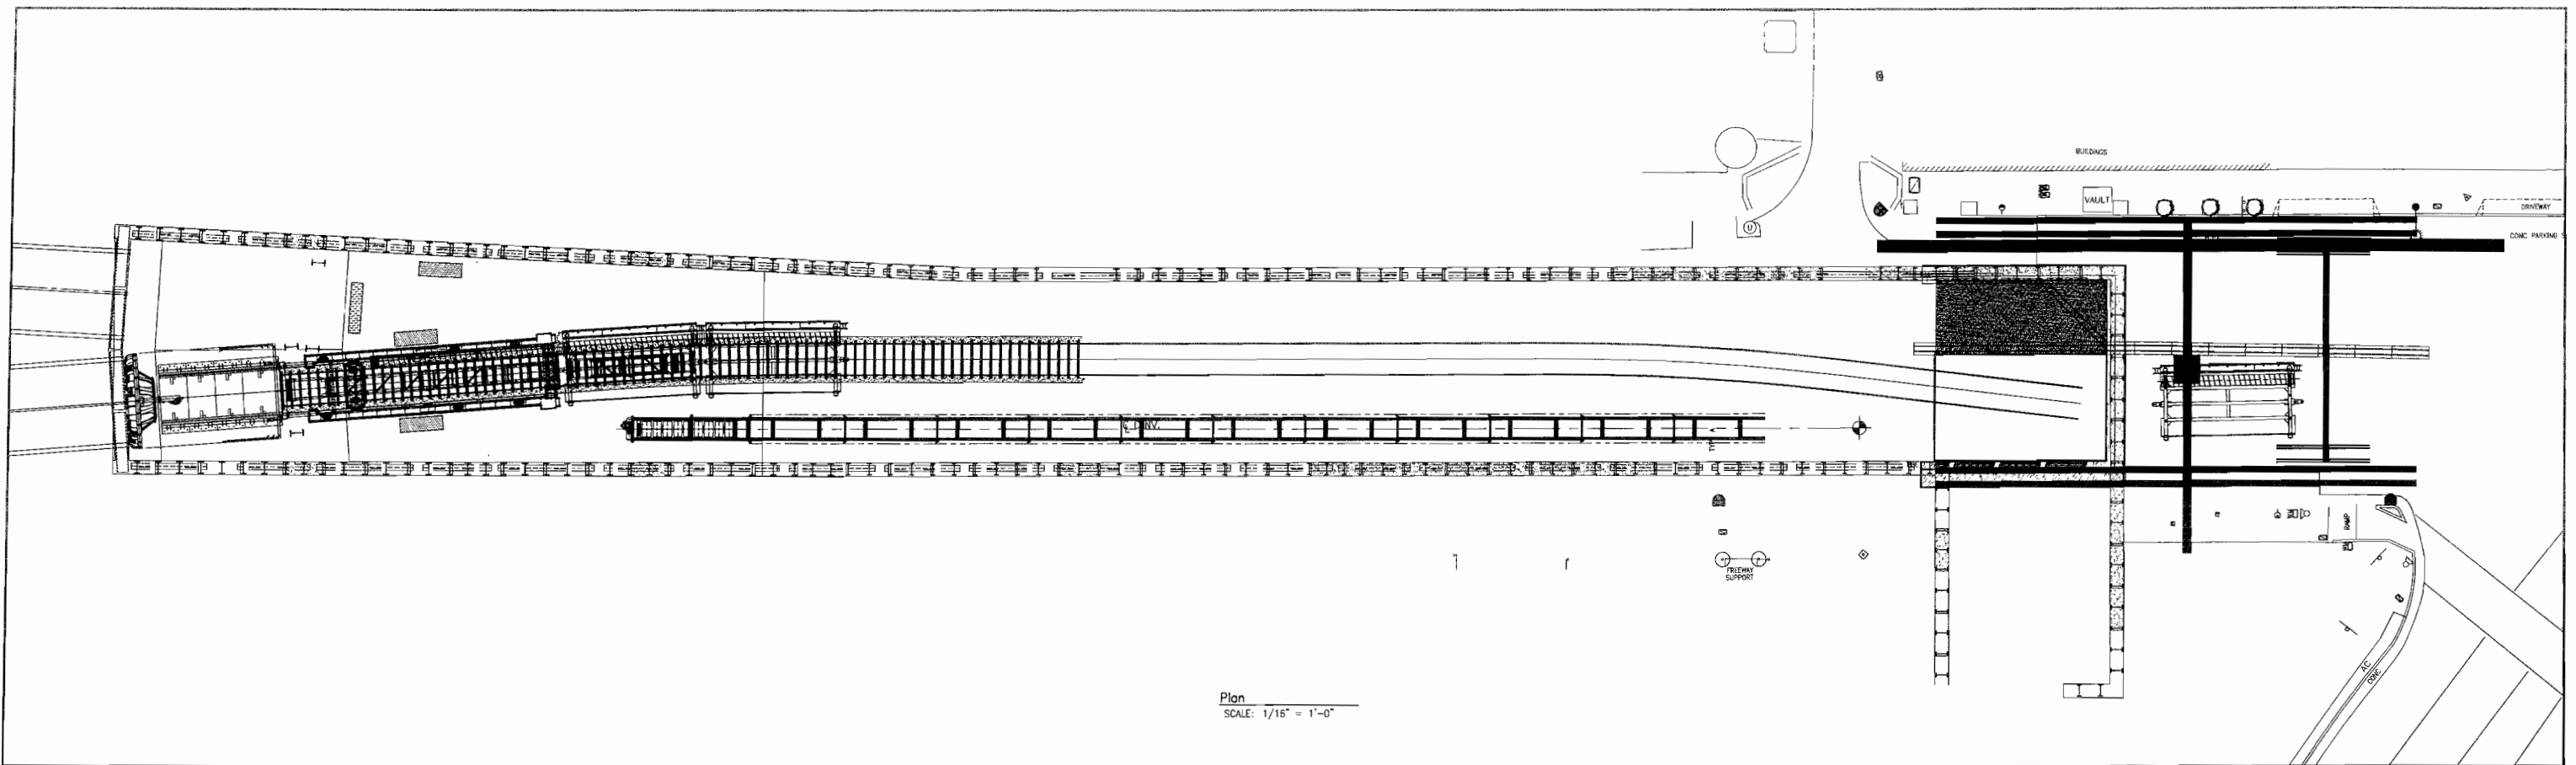 BUILDINGS
VAULT
DRIVEWAY
CONC PARKING
U
FREEWAY
SUPPORT
RAMP
AC
CONC
Plan
SCALE: 1/16" = 1'-0"